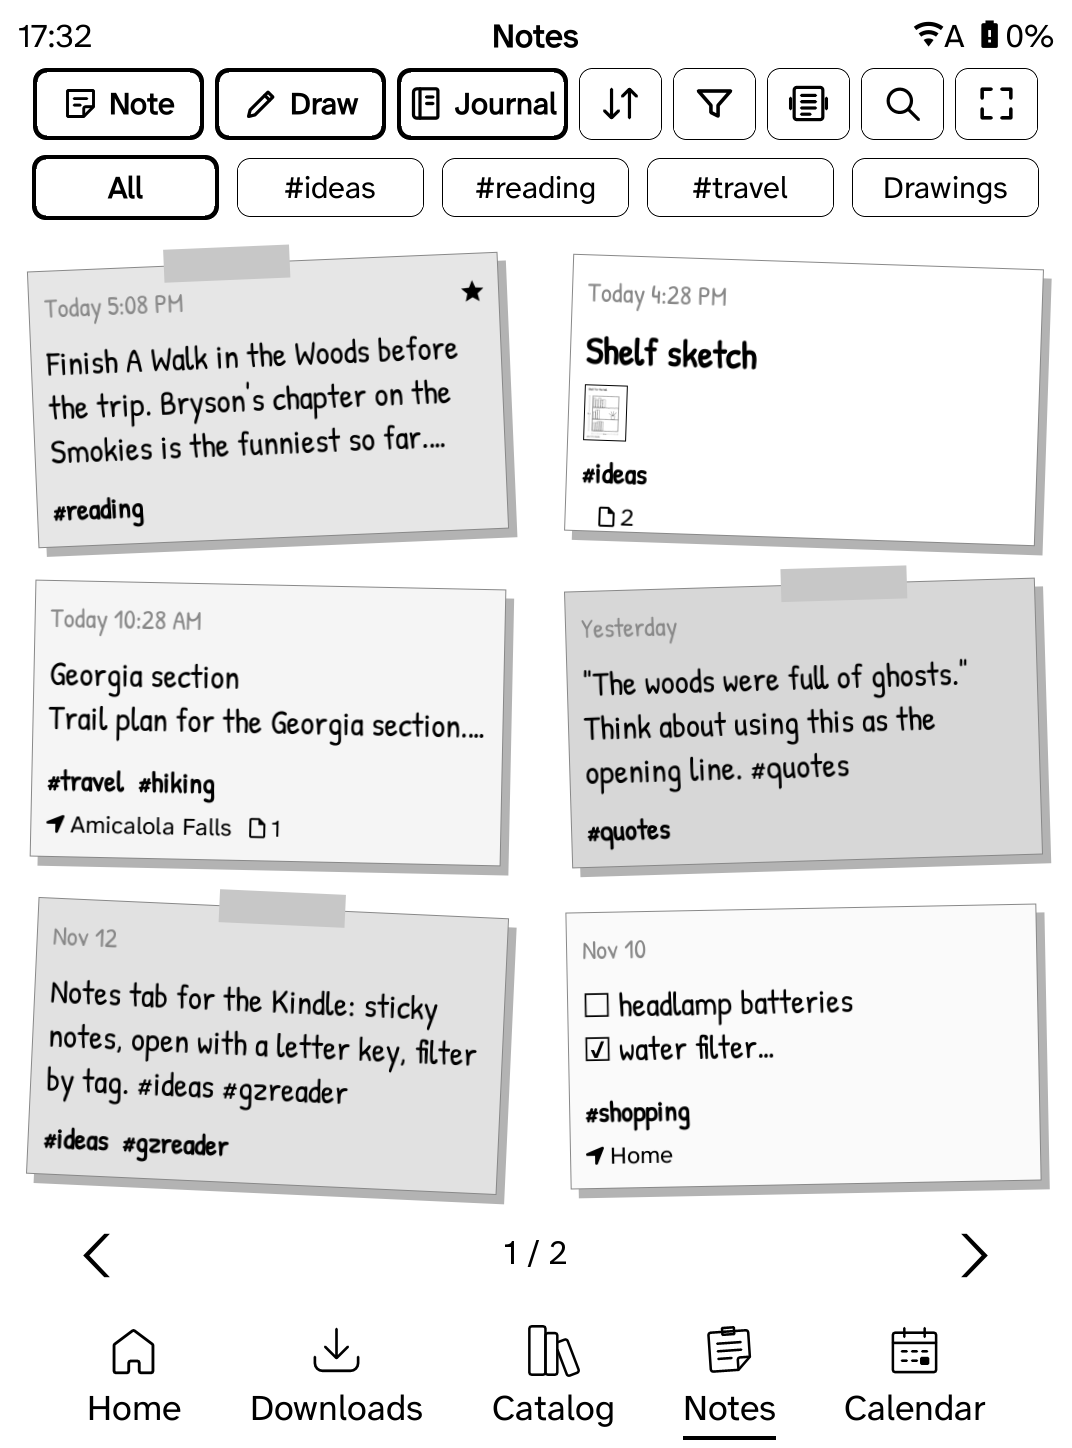 17:32 Notes A 0%
Note Draw Journal
All #ideas #reading #travel Drawings
Today 5:08 PM
Finish A Walk in the Woods before
the trip. Bryson's chapter on the
Smokies is the funniest so far....
#reading
Today 4:28 PM
Shelf sketch
#ideas
2
Today 10:28 AM
Georgia section
Trail plan for the Georgia section....
#travel #hiking
Amicalola Falls 1
Yesterday
"The woods were full of ghosts."
Think about using this as the
opening line. #quotes
#quotes
Nov 12
Notes tab for the Kindle: sticky
notes, open with a letter key, filter
by tag. #ideas #gzreader
#ideas #gzreader
Nov 10
☐ headlamp batteries
☑ water filter...
#shopping
Home
1 / 2
Home Downloads Catalog Notes Calendar